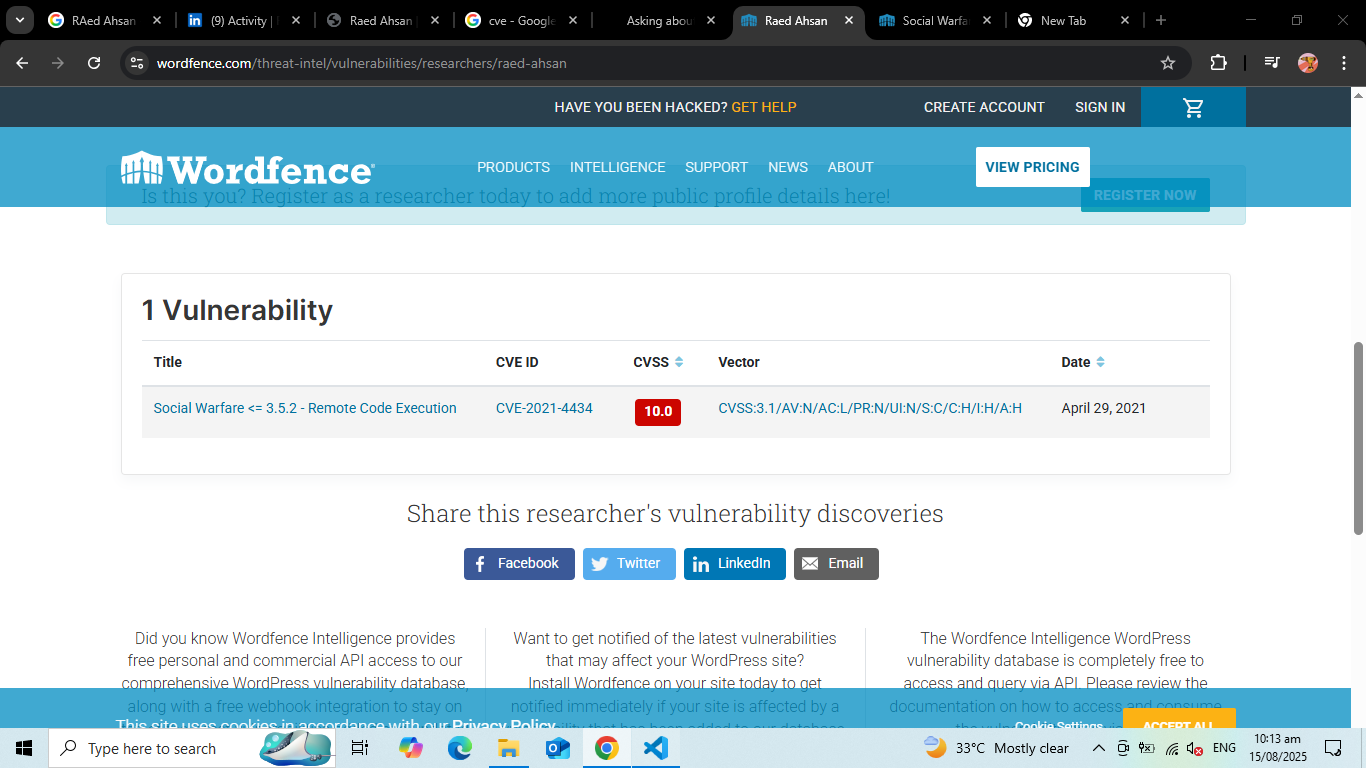 RAed Ahsan
(9) Activity |
Raed Ahsan |
cve - Google
Asking abou
Raed Ahsan
Social Warfa
New Tab
wordfence.com/threat-intel/vulnerabilities/researchers/raed-ahsan
HAVE YOU BEEN HACKED? GET HELP
CREATE ACCOUNT
SIGN IN
Wordfence
PRODUCTS
INTELLIGENCE
SUPPORT
NEWS
ABOUT
VIEW PRICING
Is this you? Register as a researcher today to add more public profile details here!
REGISTER NOW
1 Vulnerability
Title CVE ID CVSS Vector Date
Social Warfare <= 3.5.2 - Remote Code Execution CVE-2021-4434 10.0 CVSS:3.1/AV:N/AC:L/PR:N/UI:N/S:C/C:H/I:H/A:H April 29, 2021
Share this researcher's vulnerability discoveries
Facebook
Twitter
LinkedIn
Email
Did you know Wordfence Intelligence provides
free personal and commercial API access to our
comprehensive WordPress vulnerability database,
along with a free webhook integration to stay on
Want to get notified of the latest vulnerabilities
that may affect your WordPress site?
Install Wordfence on your site today to get
notified immediately if your site is affected by a
The Wordfence Intelligence WordPress
vulnerability database is completely free to
access and query via API. Please review the
documentation on how to access and consume
This site uses cookies in accordance with our Privacy Policy.
Cookie Settings
ACCEPT ALL
Type here to search
33°C Mostly clear
ENG
10:13 am
15/08/2025